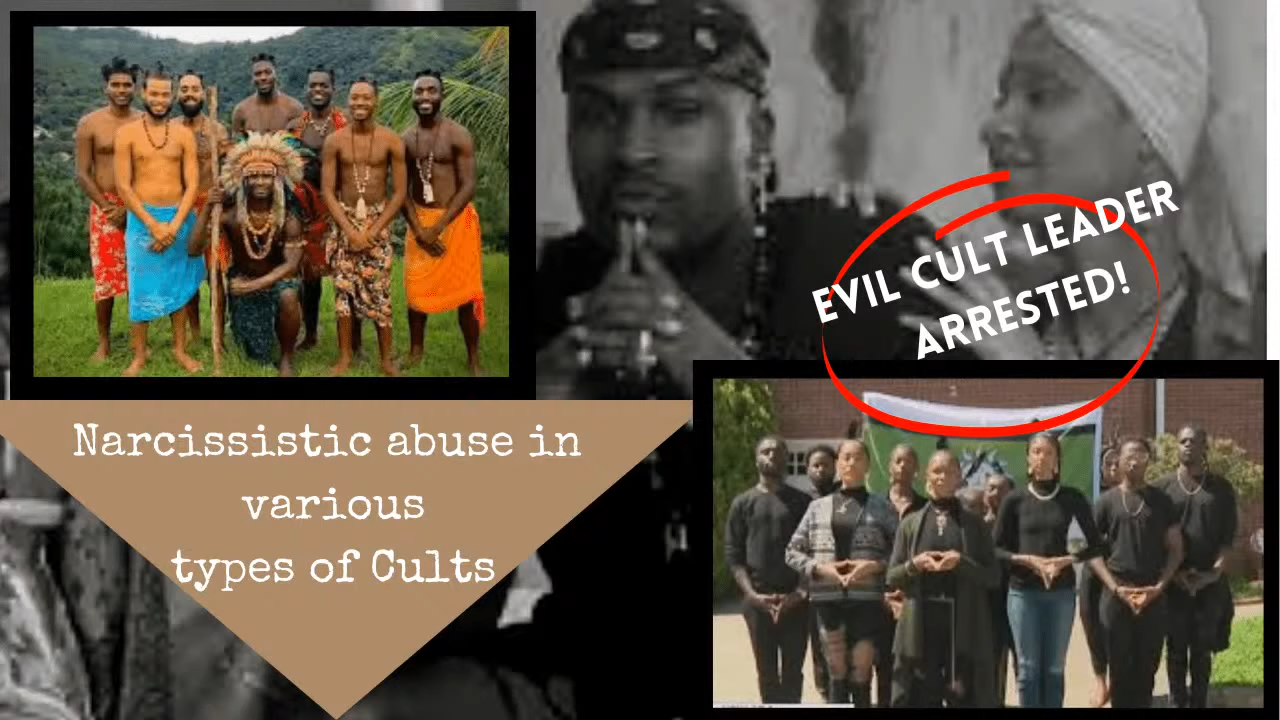 EVIL CULT LEADER
ARRESTED!
Narcissistic abuse in
various
types of Cults